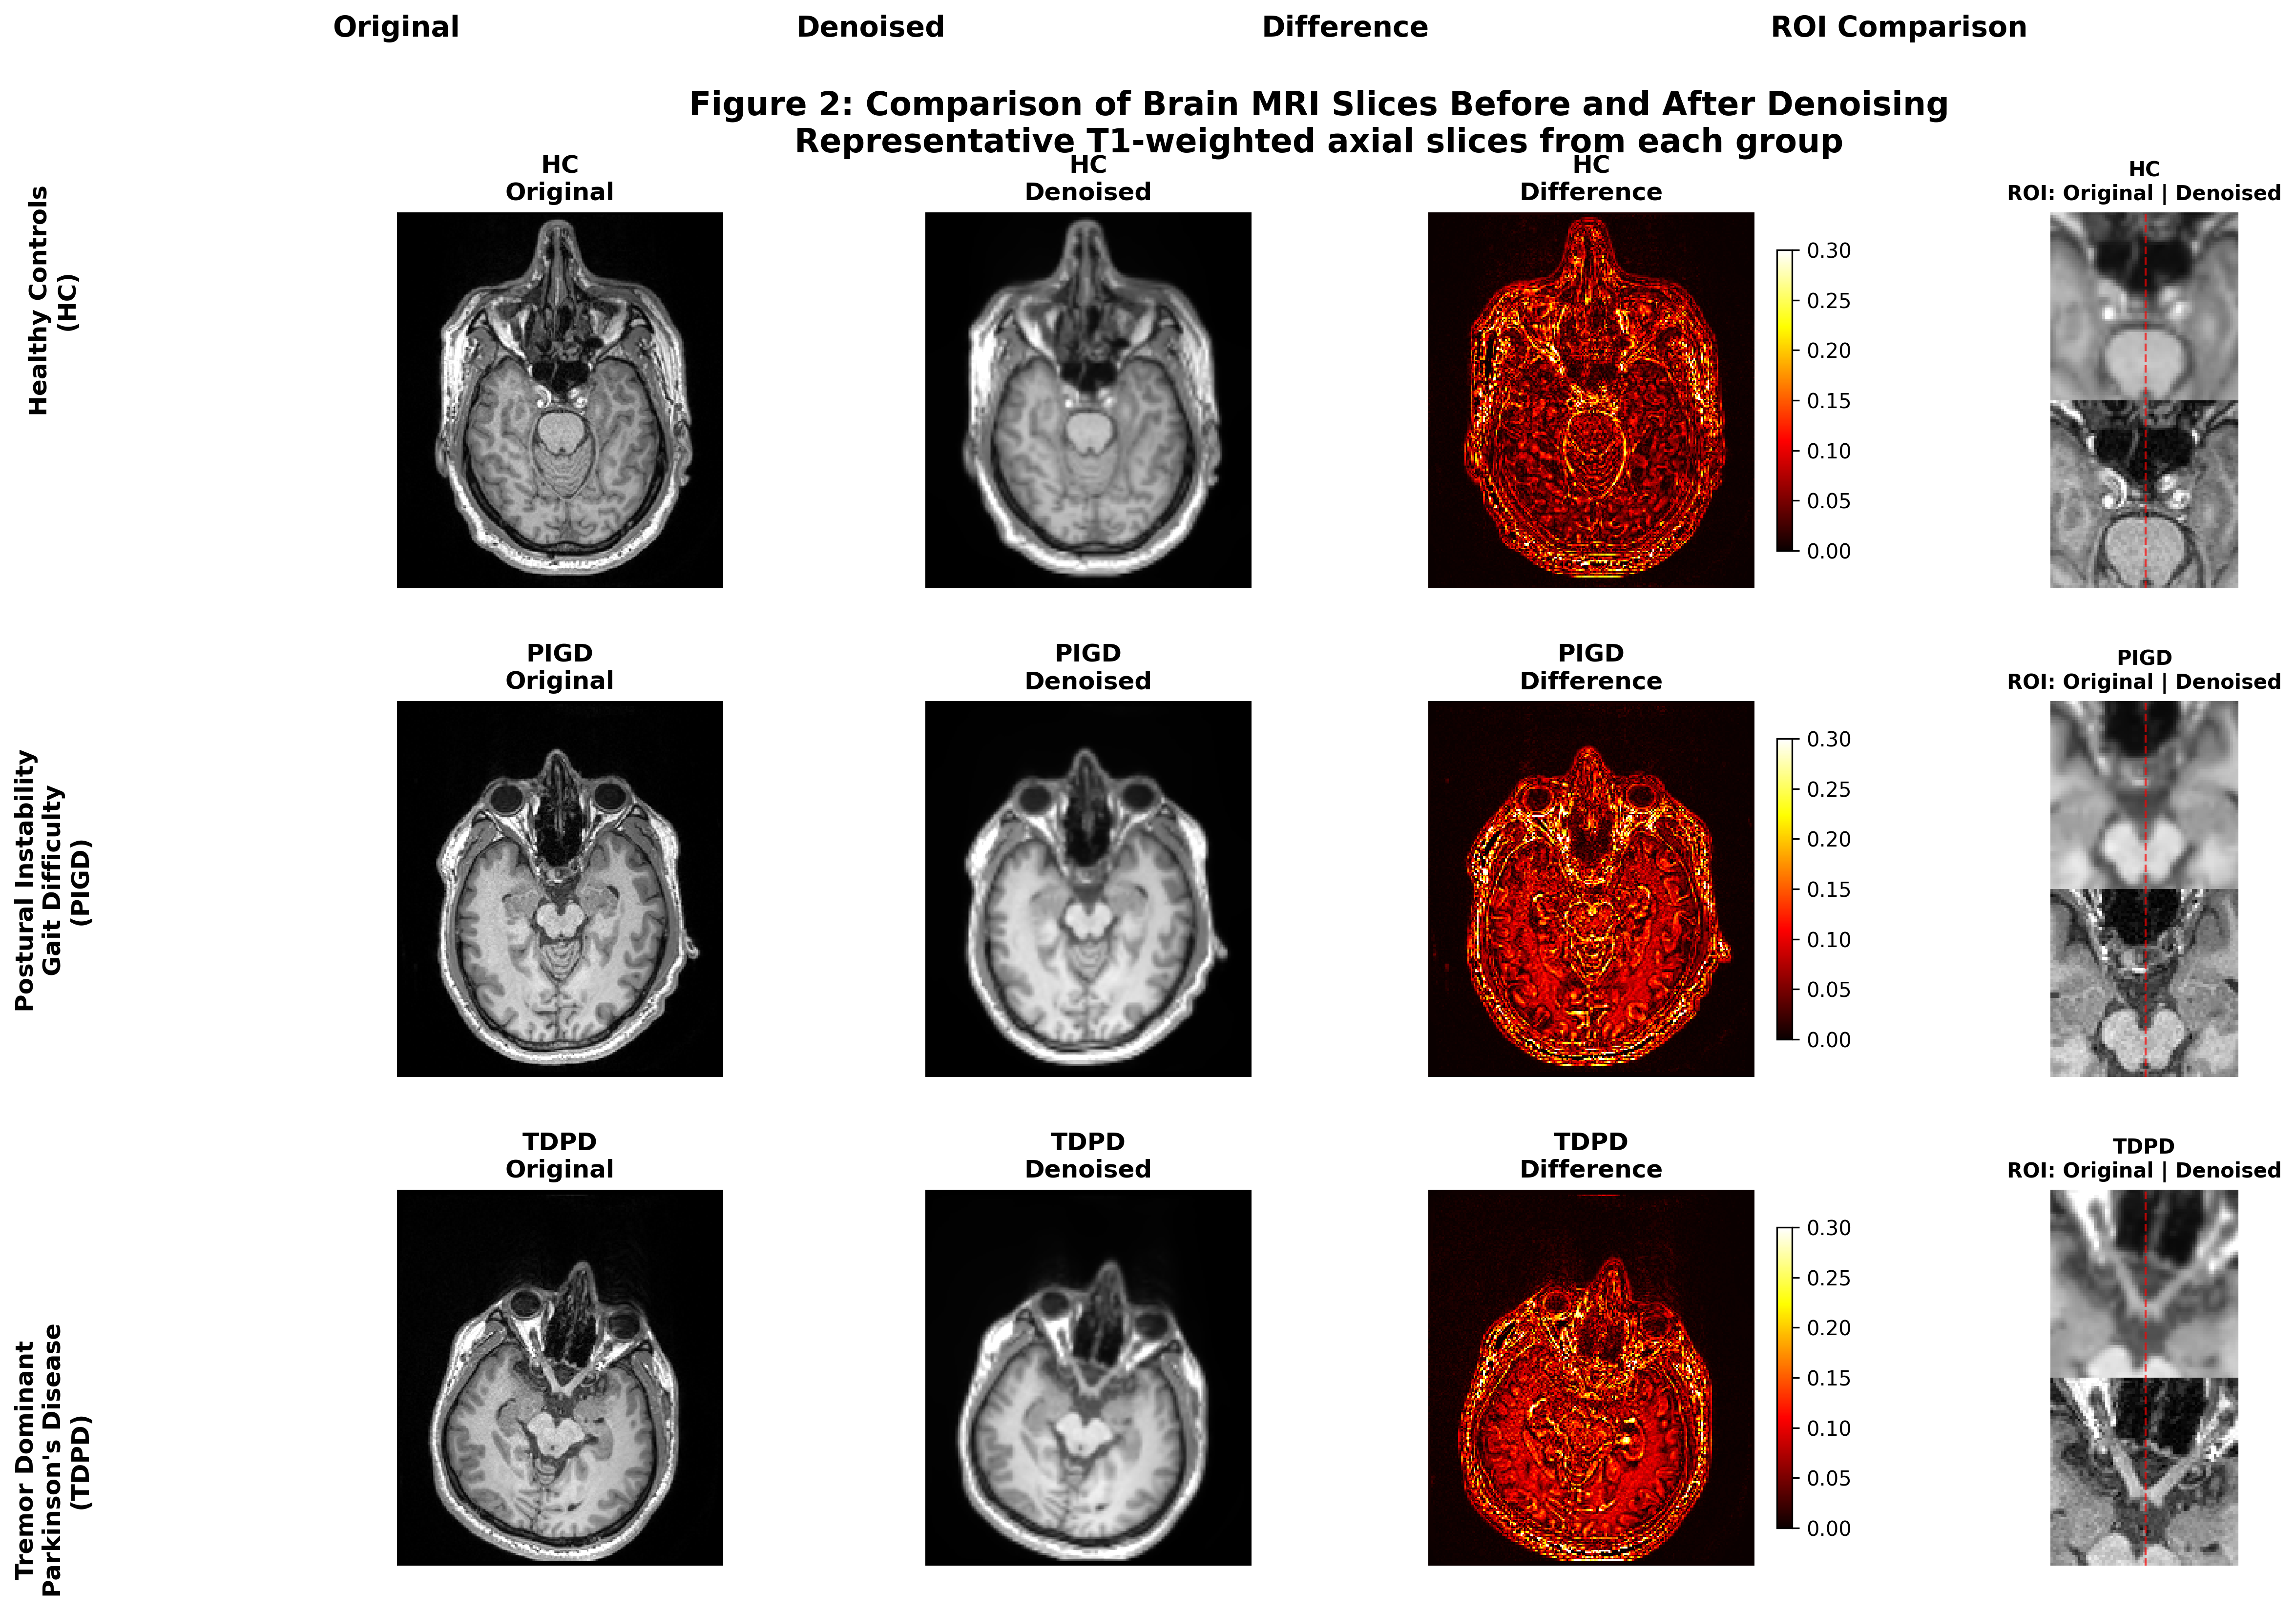 Original
Denoised
Difference
ROI Comparison
Figure 2: Comparison of Brain MRI Slices Before and After Denoising
Representative T1-weighted axial slices from each group
Healthy Controls
(HC)
HC
Original
HC
Denoised
HC
Difference
0.30
0.25
0.20
0.15
0.10
0.05
0.00
HC
ROI: Original | Denoised
Postural Instability
Gait Difficulty
(PIGD)
PIGD
Original
PIGD
Denoised
PIGD
Difference
0.30
0.25
0.20
0.15
0.10
0.05
0.00
PIGD
ROI: Original | Denoised
Tremor Dominant
Parkinson's Disease
(TDPD)
TDPD
Original
TDPD
Denoised
TDPD
Difference
0.30
0.25
0.20
0.15
0.10
0.05
0.00
TDPD
ROI: Original | Denoised